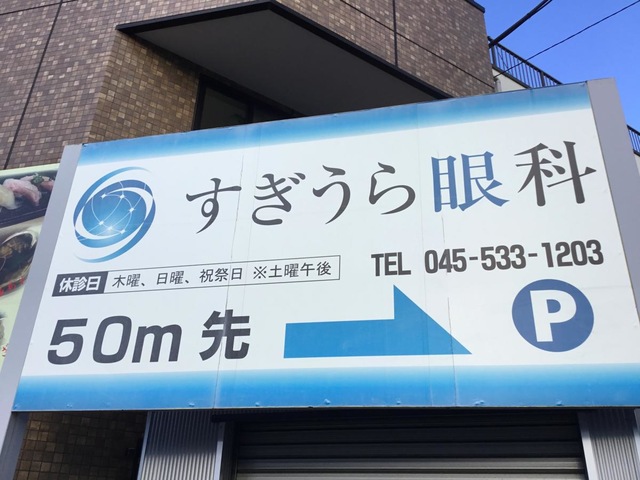 すぎうら眼科
TEL 045-533-1203
休診日 木曜、日曜、祝祭日 ※土曜午後
50m 先
P